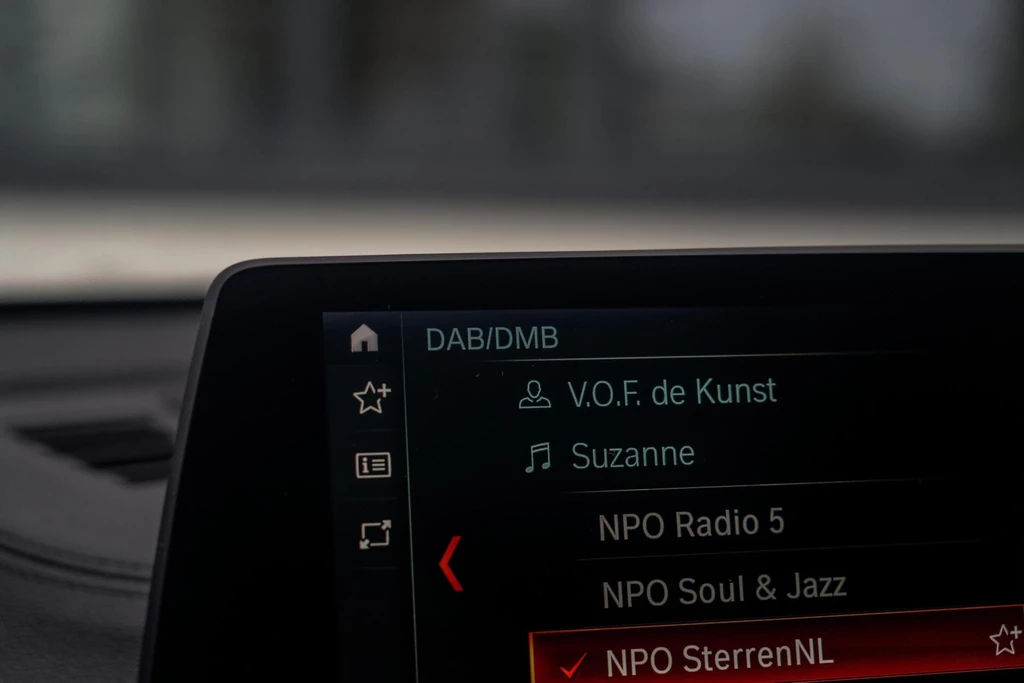 DAB/DMB
V.O.F. de Kunst
Suzanne
NPO Radio 5
NPO Soul & Jazz
NPO SterrenNL